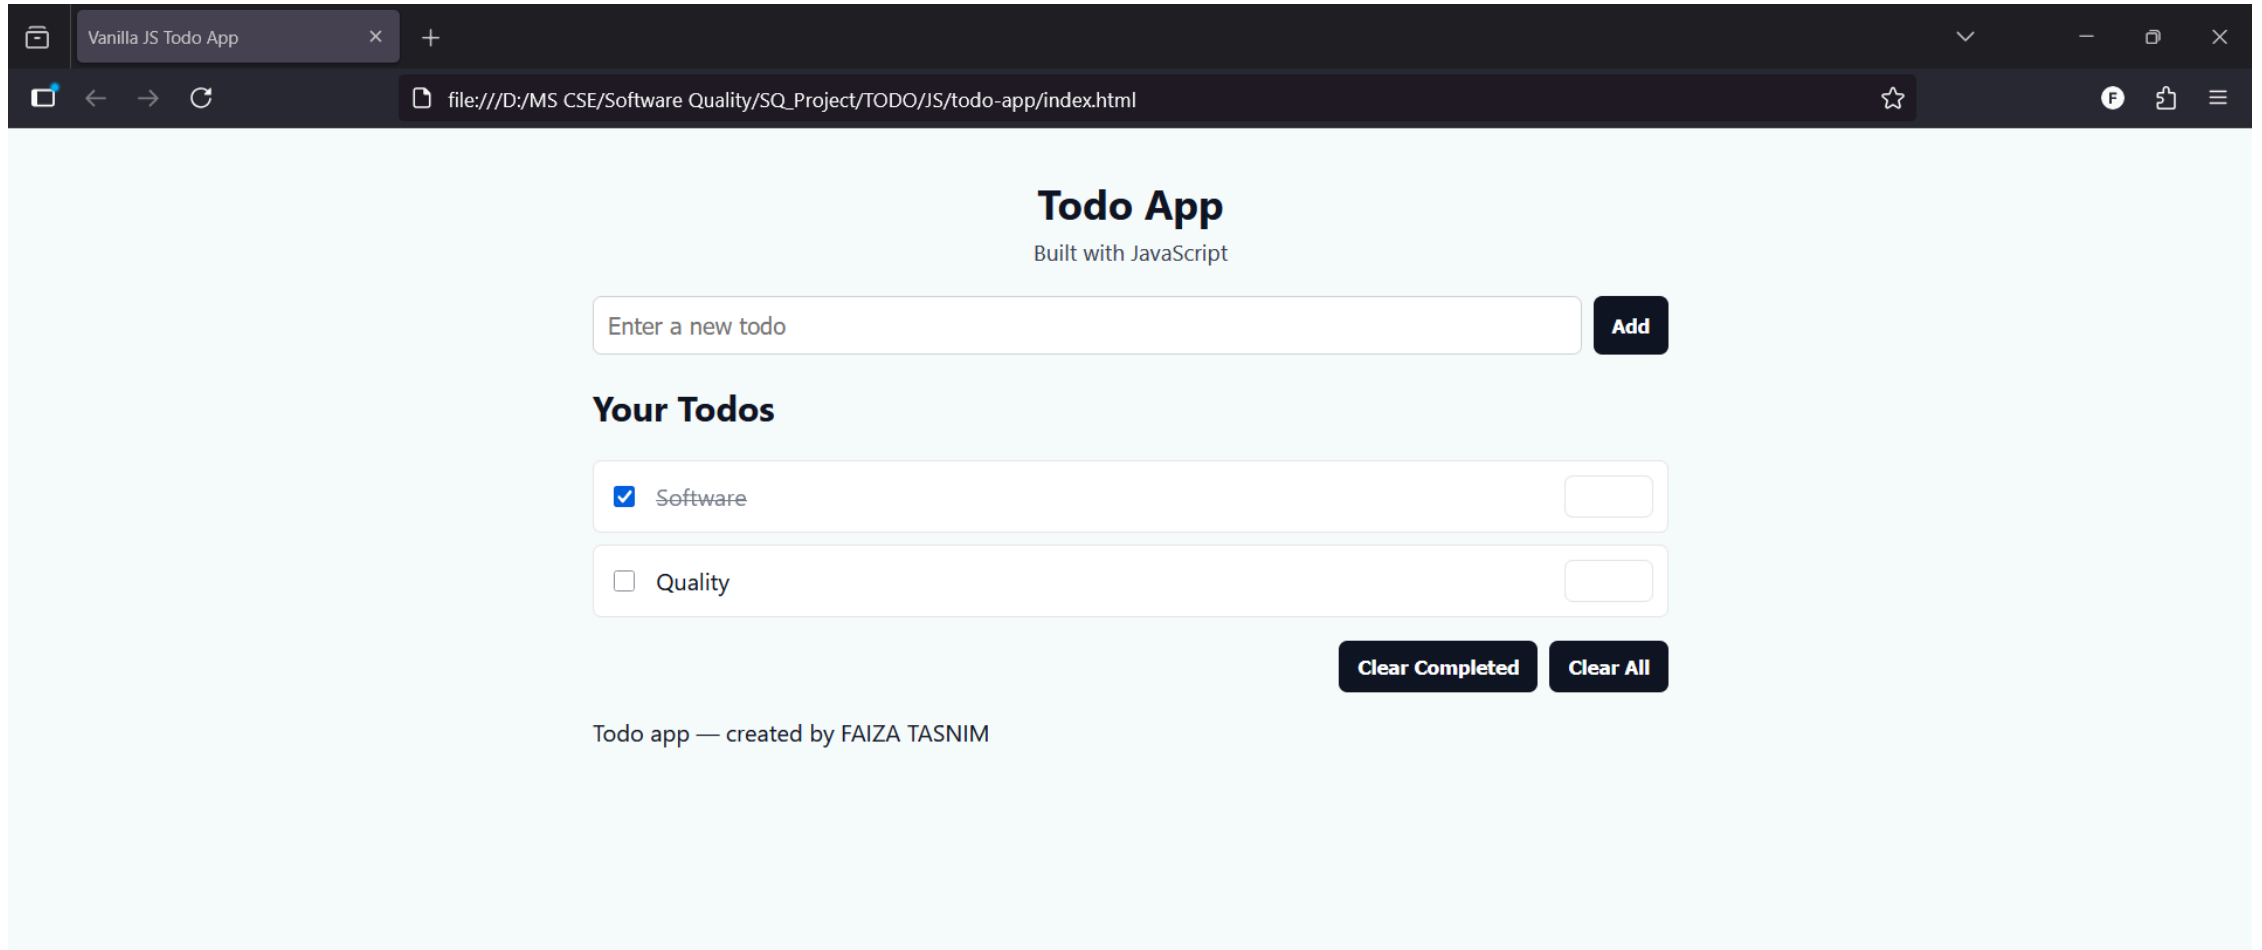 Vanilla JS Todo App
file:///D:/MS CSE/Software Quality/SQ_Project/TODO/JS/todo-app/index.html
F
Todo App
Built with JavaScript
Enter a new todo
Add
Your Todos
Software
Quality
Clear Completed
Clear All
Todo app — created by FAIZA TASNIM